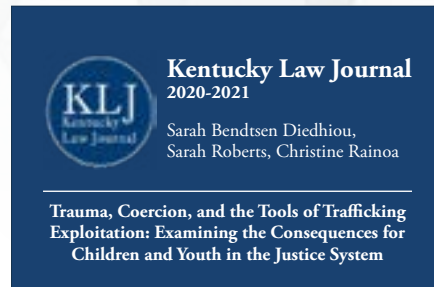 KLJ
Kentucky
Law Journal
Kentucky Law Journal
2020-2021
Sarah Bendtsen Diedhiou,
Sarah Roberts, Christine Rainoa
Trauma, Coercion, and the Tools of Trafficking
Exploitation: Examining the Consequences for
Children and Youth in the Justice System